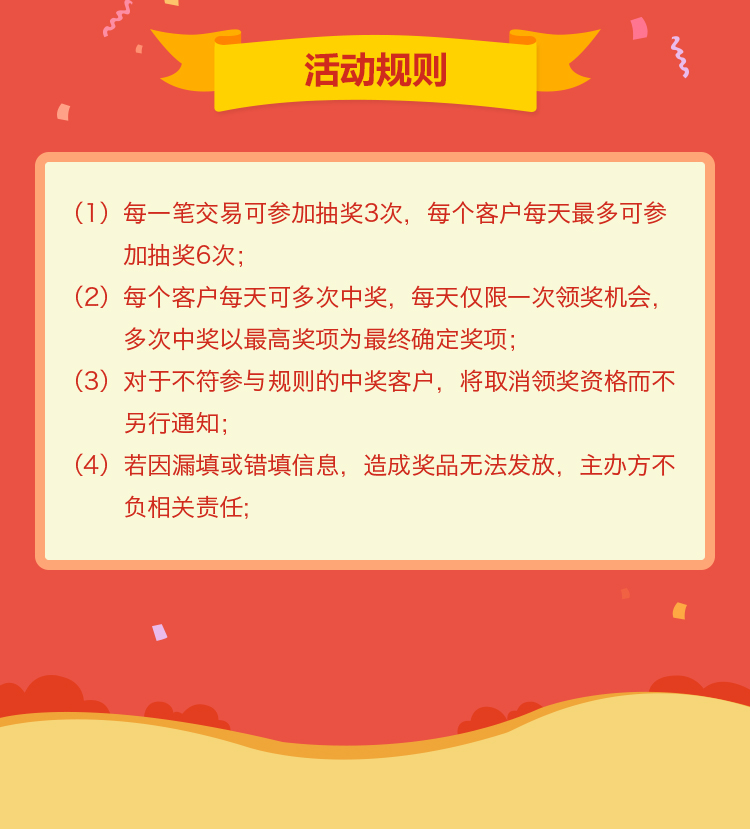 活动规则
（1）每一笔交易可参加抽奖3次，每个客户每天最多可参
加抽奖6次；
（2）每个客户每天可多次中奖，每天仅限一次领奖机会，
多次中奖以最高奖项为最终确定奖项；
（3）对于不符参与规则的中奖客户，将取消领奖资格而不
另行通知；
（4）若因漏填或错填信息，造成奖品无法发放，主办方不
负相关责任;